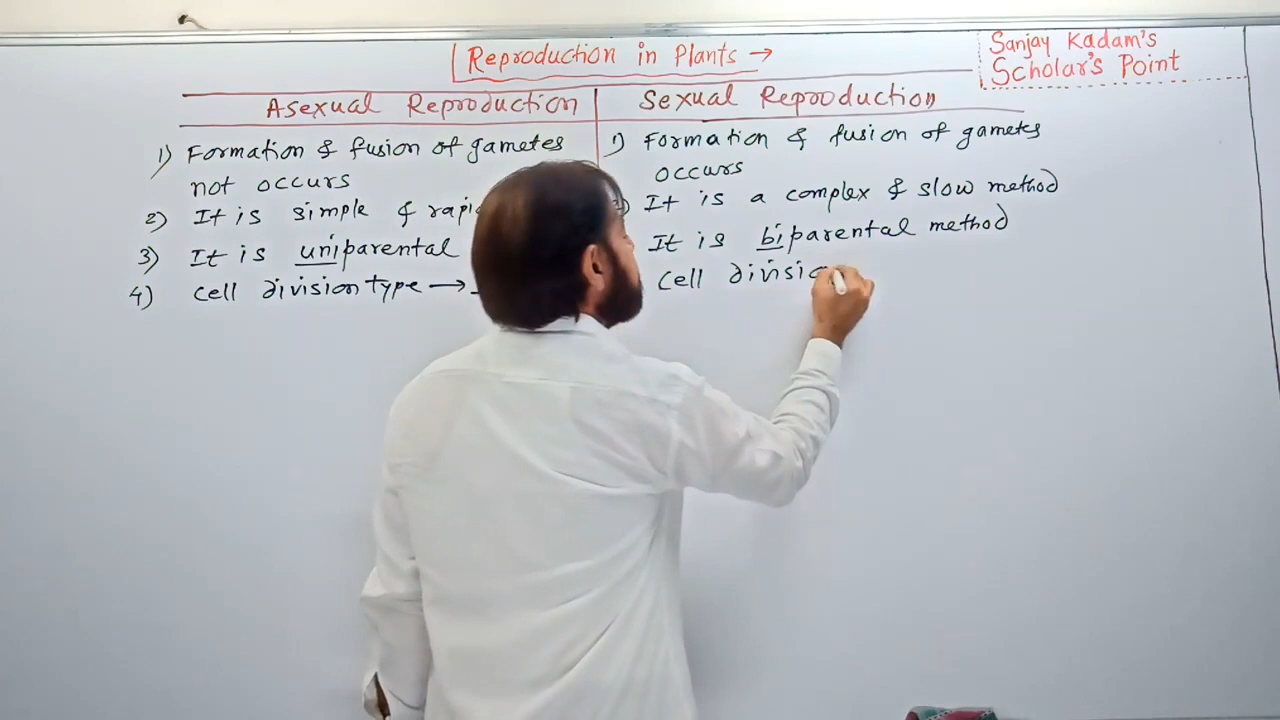 Reproduction in Plants →
Sanjay Kadam's
Scholar's Point
Asexual Reproduction
Sexual Reproduction
1) Formation & fusion of gametes
not occurs
2) It is simple & rapi
3) It is uniparental
4) Cell division type →
1) Formation & fusion of gametes
occurs
It is a complex & slow method
It is biparental method
Cell divisio